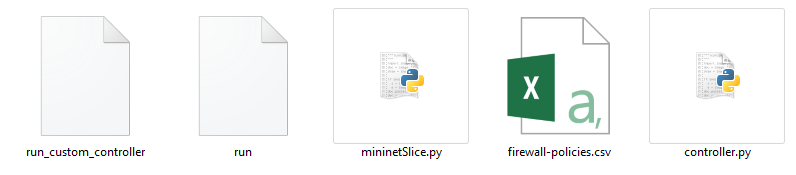 run_custom_controller
run
mininetSlice.py
firewall-policies.csv
controller.py